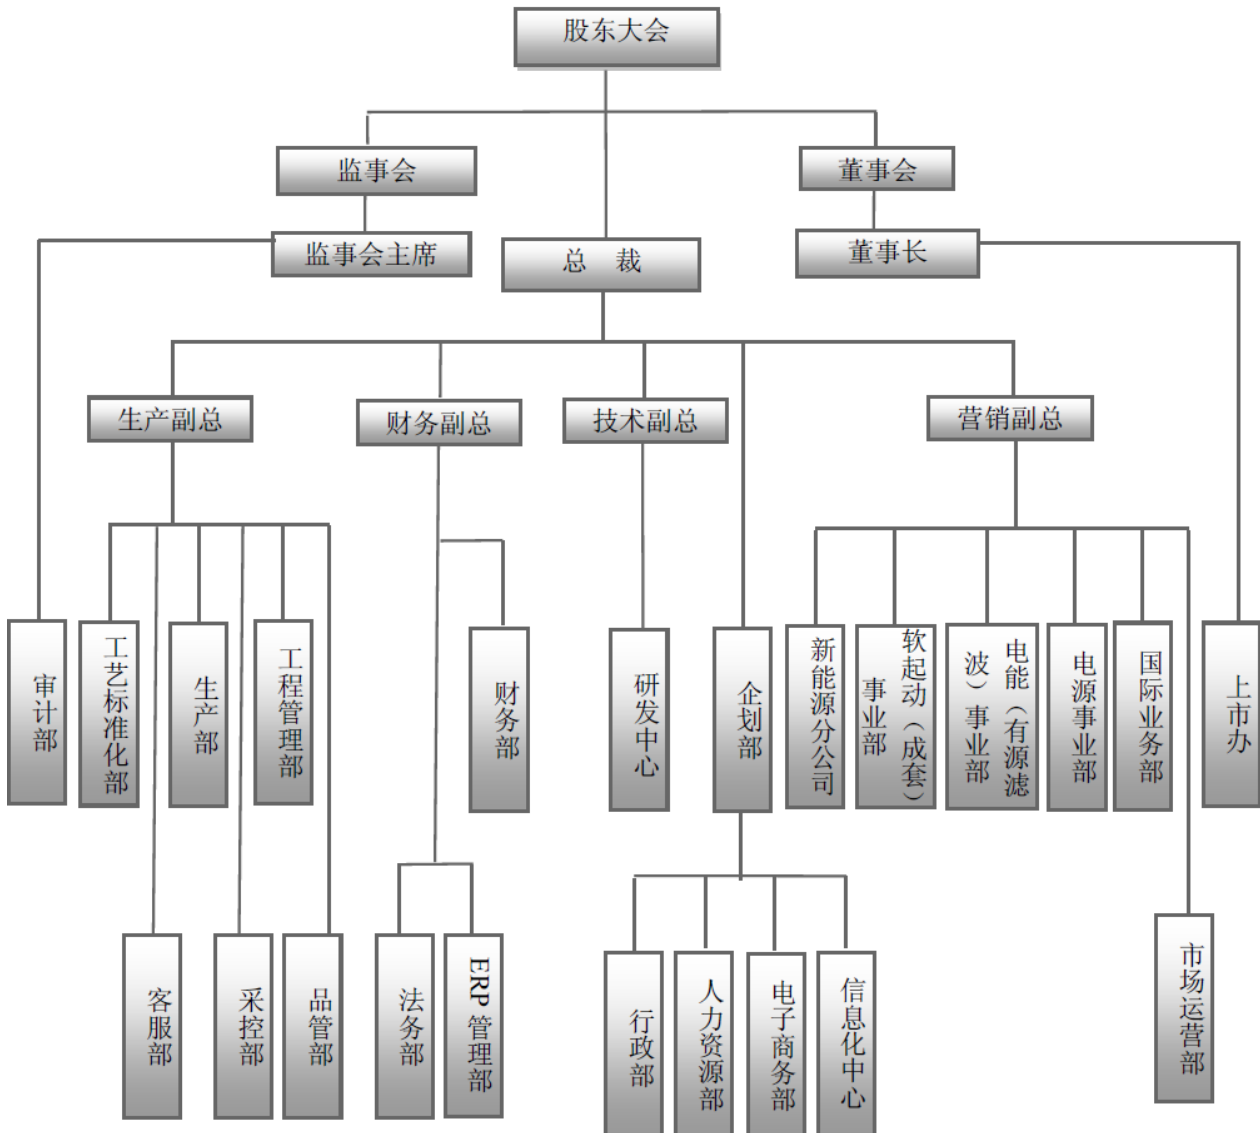 股东大会
监事会
董事会
监事会主席
总 裁
董事长
生产副总
财务副总
技术副总
营销副总
审计部
工艺标准化部
生产部
工程管理部
财务部
研发中心
企划部
新能源分公司
软起动（成套）
事业部
电能（有源滤
波）事业部
电源事业部
国际业务部
上市办
客服部
采控部
品管部
法务部
ERP 管理部
行政部
人力资源部
电子商务部
信息化中心
市场运营部